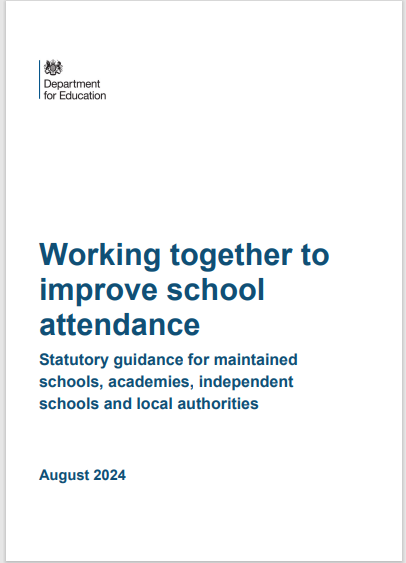 Department
for Education
Working together to
improve school
attendance
Statutory guidance for maintained
schools, academies, independent
schools and local authorities
August 2024